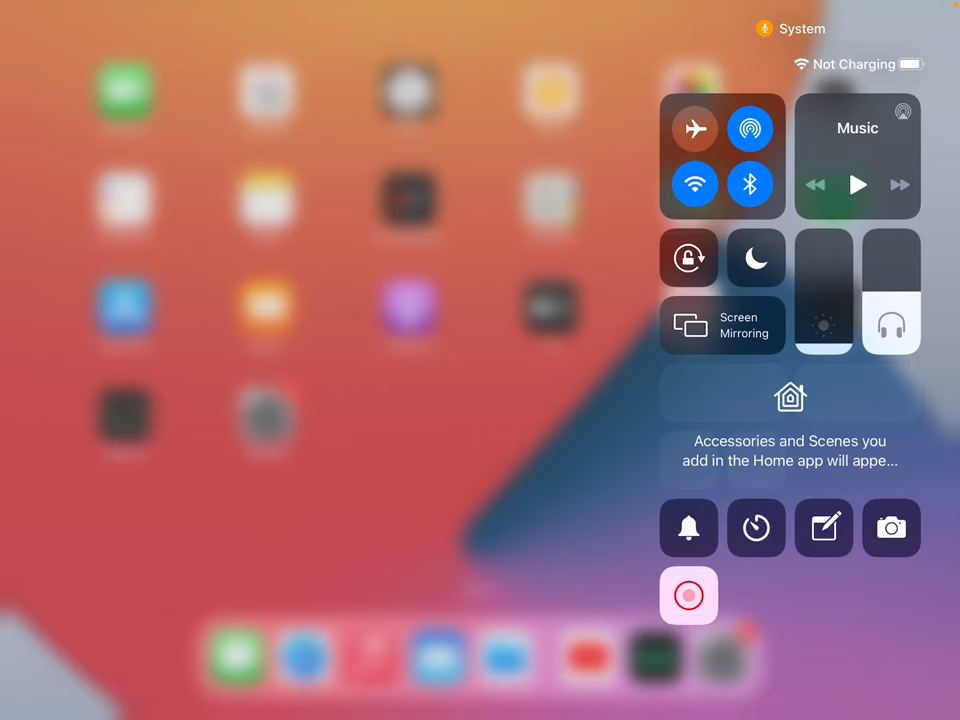 System
Not Charging
Music
Screen
Mirroring
Accessories and Scenes you
add in the Home app will appe...